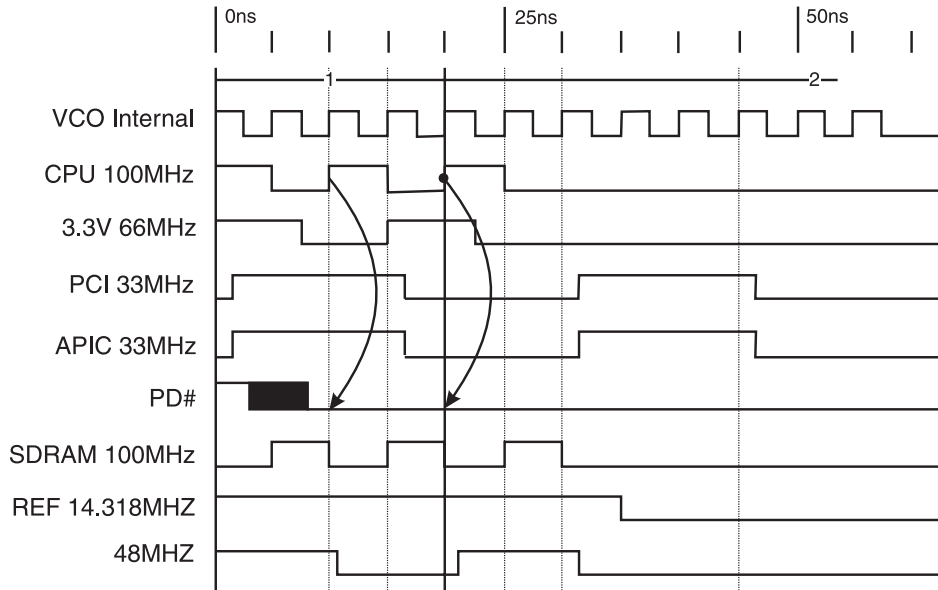 0ns 25ns 50ns
1 2
VCO Internal
CPU 100MHz
3.3V 66MHz
PCI 33MHz
APIC 33MHz
PD#
SDRAM 100MHz
REF 14.318MHZ
48MHZ